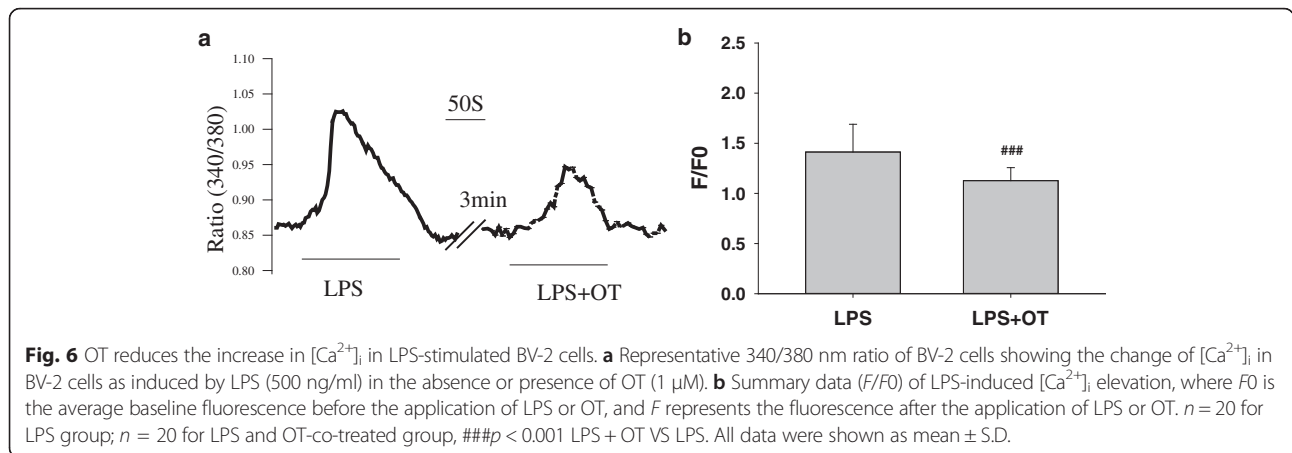 a
1.10
1.05
1.00
0.95
0.90
0.85
0.80
Ratio (340/380)
50S
3min
LPS
LPS+OT
b
2.5
2.0
1.5
1.0
0.5
0.0
F/F0
###
LPS
LPS+OT
Fig. 6 OT reduces the increase in [Ca²⁺]ᵢ in LPS-stimulated BV-2 cells. a Representative 340/380 nm ratio of BV-2 cells showing the change of [Ca²⁺]ᵢ in
BV-2 cells as induced by LPS (500 ng/ml) in the absence or presence of OT (1 μM). b Summary data (F/F0) of LPS-induced [Ca²⁺]ᵢ elevation, where F0 is
the average baseline fluorescence before the application of LPS or OT, and F represents the fluorescence after the application of LPS or OT. n = 20 for
LPS group; n = 20 for LPS and OT-co-treated group, ###p < 0.001 LPS + OT VS LPS. All data were shown as mean ± S.D.